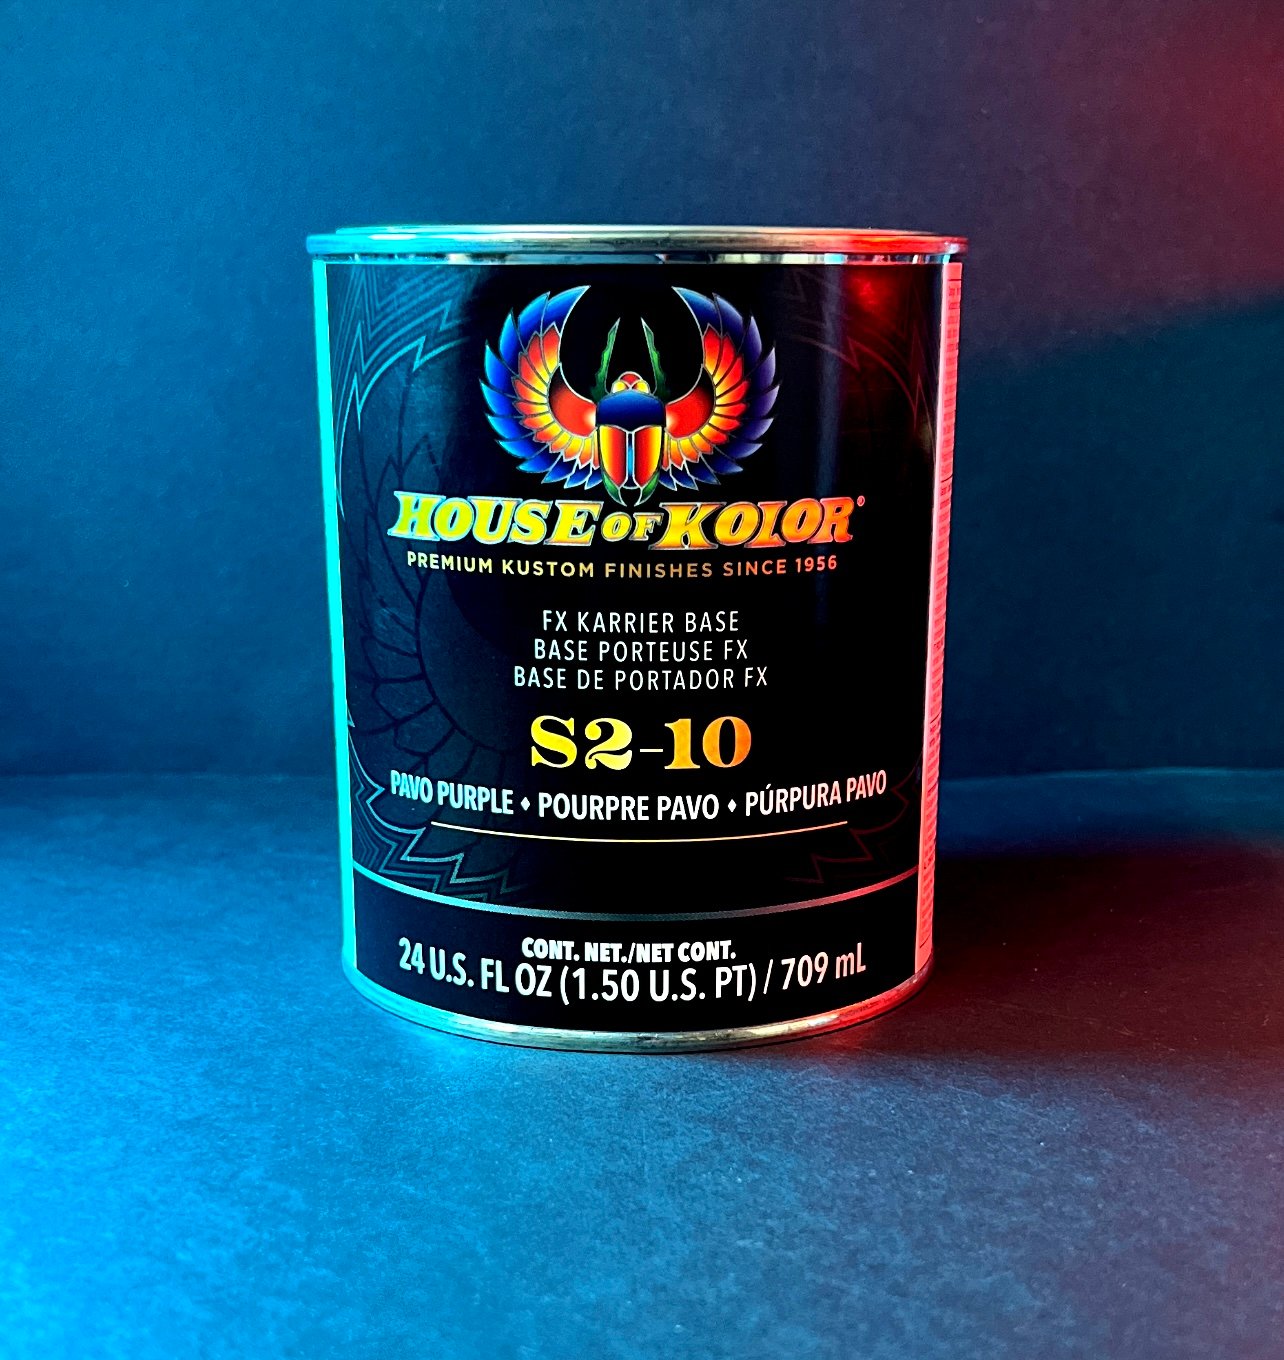 HOUSE OF KOLOR®
PREMIUM KUSTOM FINISHES SINCE 1956
FX KARRIER BASE
BASE PORTEUSE FX
BASE DE PORTADOR FX
S2-10
PAVO PURPLE ♦ POURPRE PAVO ♦ PÚRPURA PAVO
CONT. NET./NET CONT.
24 U.S. FL OZ (1.50 U.S. PT) / 709 mL